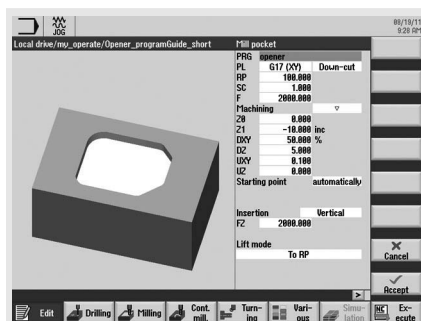 JOG
08/19/11
9:20 AM
Local drive/my_operate/Opener_programGuide_short
Mill pocket
PRG opener
PL G17 (XY) Down-cut
RP 100.000
SC 1.000
F 2000.000
Machining ▽
Z0 0.000
Z1 -10.000 inc
DXY 50.000 %
DZ 5.000
UXY 0.100
UZ 0.000
Starting point automatically
Insertion Vertical
FZ 2000.000
Lift mode
To RP
Cancel
Accept
Edit
Drilling
Milling
Cont. mill.
Turn- ing
Vari- ous
Simu- lation
NC Ex- ecute